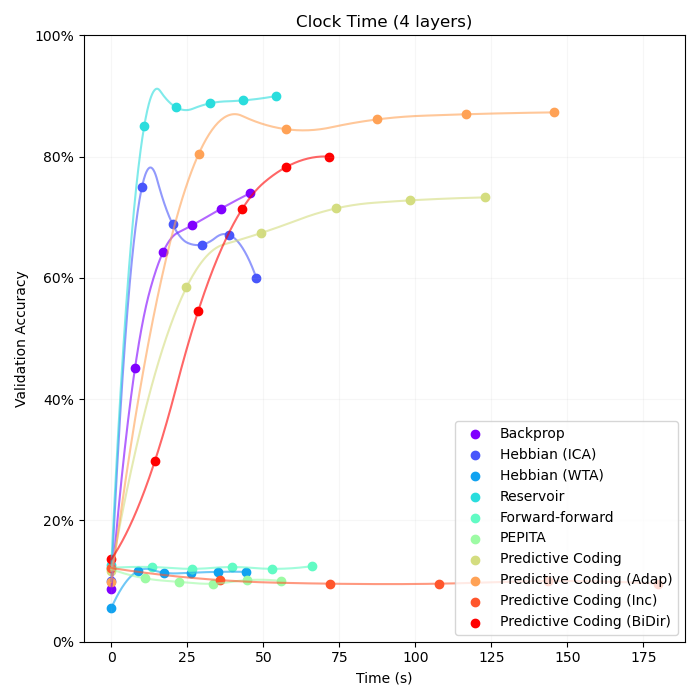 Clock Time (4 layers)
100%
80%
60%
40%
20%
0%
Validation Accuracy
Backprop
Hebbian (ICA)
Hebbian (WTA)
Reservoir
Forward-forward
PEPITA
Predictive Coding
Predictive Coding (Adap)
Predictive Coding (Inc)
Predictive Coding (BiDir)
0 25 50 75 100 125 150 175
Time (s)